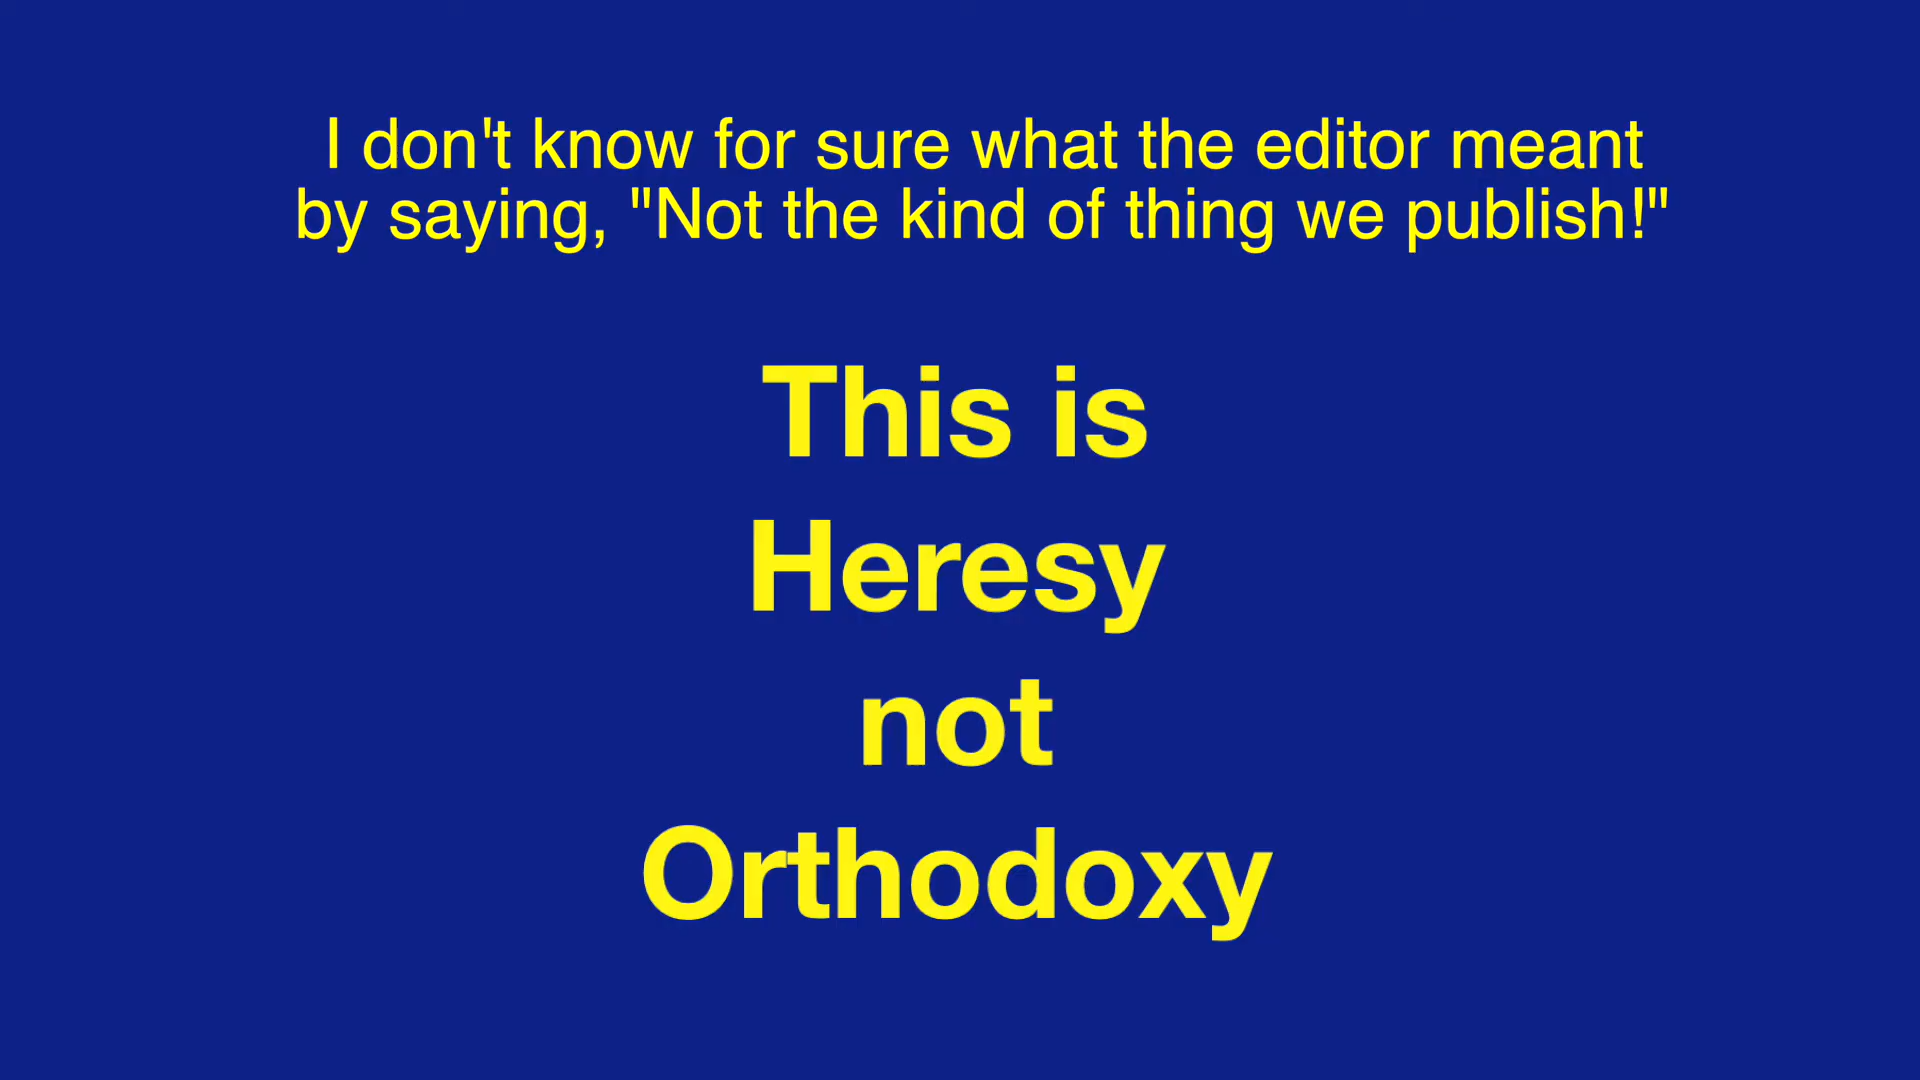 I don't know for sure what the editor meant
by saying, "Not the kind of thing we publish!"
This is
Heresy
not
Orthodoxy